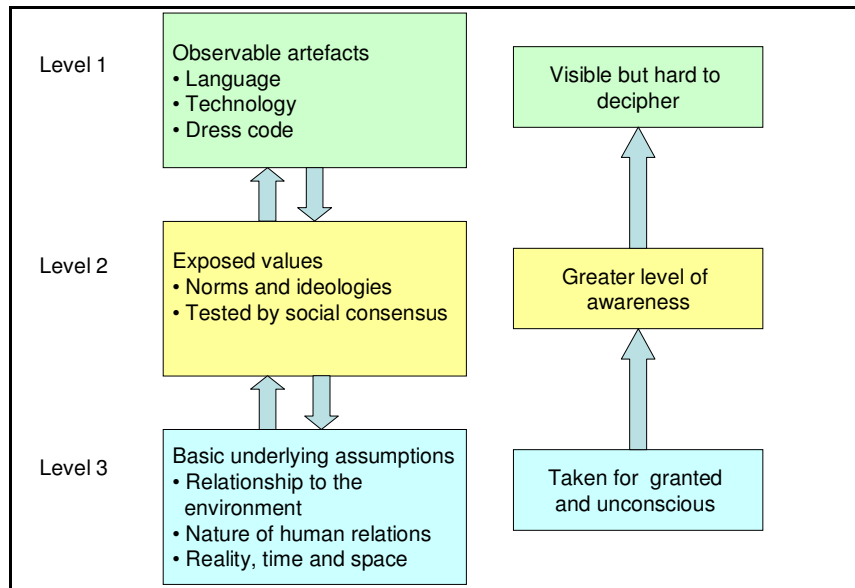 Level 1
Observable artefacts
• Language
• Technology
• Dress code
Visible but hard to
decipher
Level 2
Exposed values
• Norms and ideologies
• Tested by social consensus
Greater level of
awareness
Level 3
Basic underlying assumptions
• Relationship to the
environment
• Nature of human relations
• Reality, time and space
Taken for granted
and unconscious